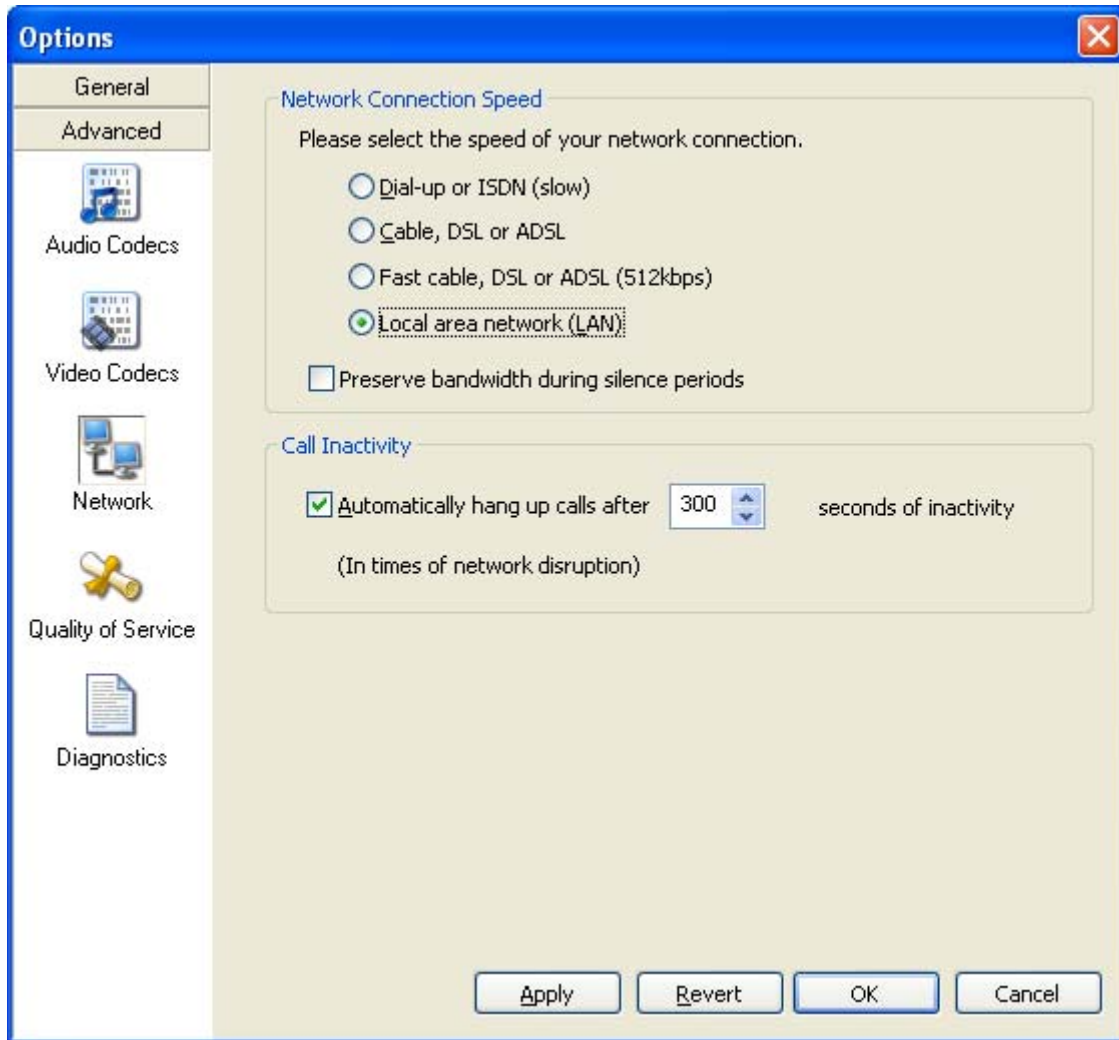 Options
General
Advanced
Audio Codecs
Video Codecs
Network
Quality of Service
Diagnostics
Network Connection Speed
Please select the speed of your network connection.
Dial-up or ISDN (slow)
Cable, DSL or ADSL
Fast cable, DSL or ADSL (512kbps)
Local area network (LAN)
Preserve bandwidth during silence periods
Call Inactivity
Automatically hang up calls after 300 seconds of inactivity
(In times of network disruption)
Apply Revert OK Cancel